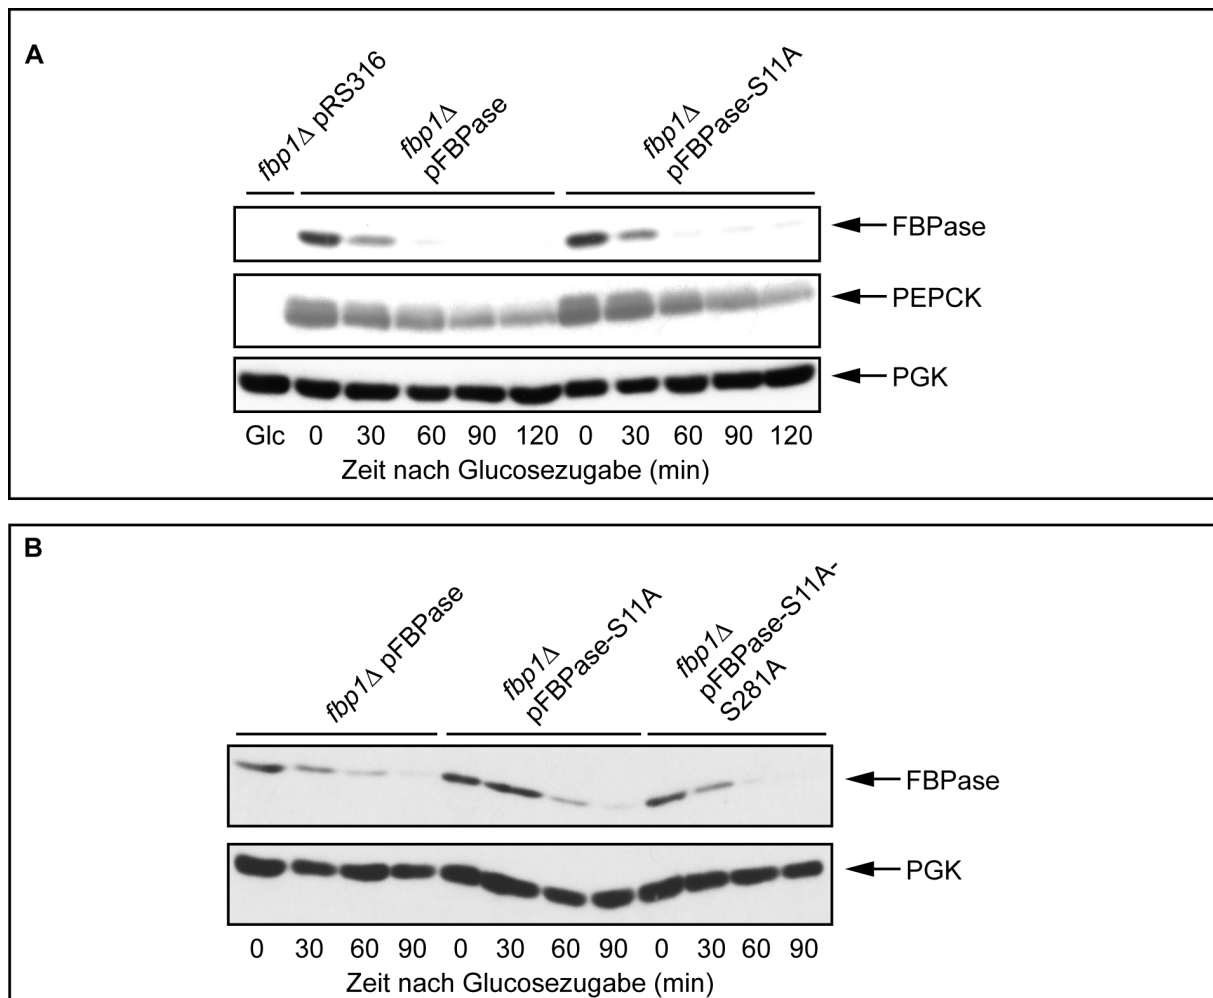 A
fbp1Δ pRS316
fbp1Δ
pFBPase
fbp1Δ
pFBPase-S11A
FBPase
PEPCK
PGK
Glc 0 30 60 90 120 0 30 60 90 120
Zeit nach Glucosezugabe (min)
B
fbp1Δ pFBPase
fbp1Δ
pFBPase-S11A
fbp1Δ
pFBPase-S11A-
S281A
FBPase
PGK
0 30 60 90 0 30 60 90 0 30 60 90
Zeit nach Glucosezugabe (min)